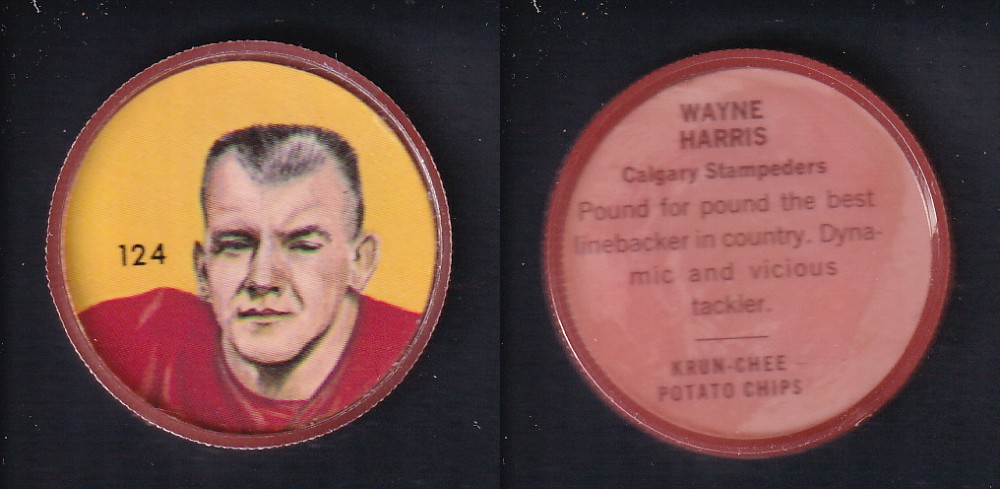 124
WAYNE
HARRIS
Calgary Stampeders
Pound for pound the best
linebacker in country. Dyna-
mic and vicious
tackler.
KRUN-CHEE
POTATO CHIPS